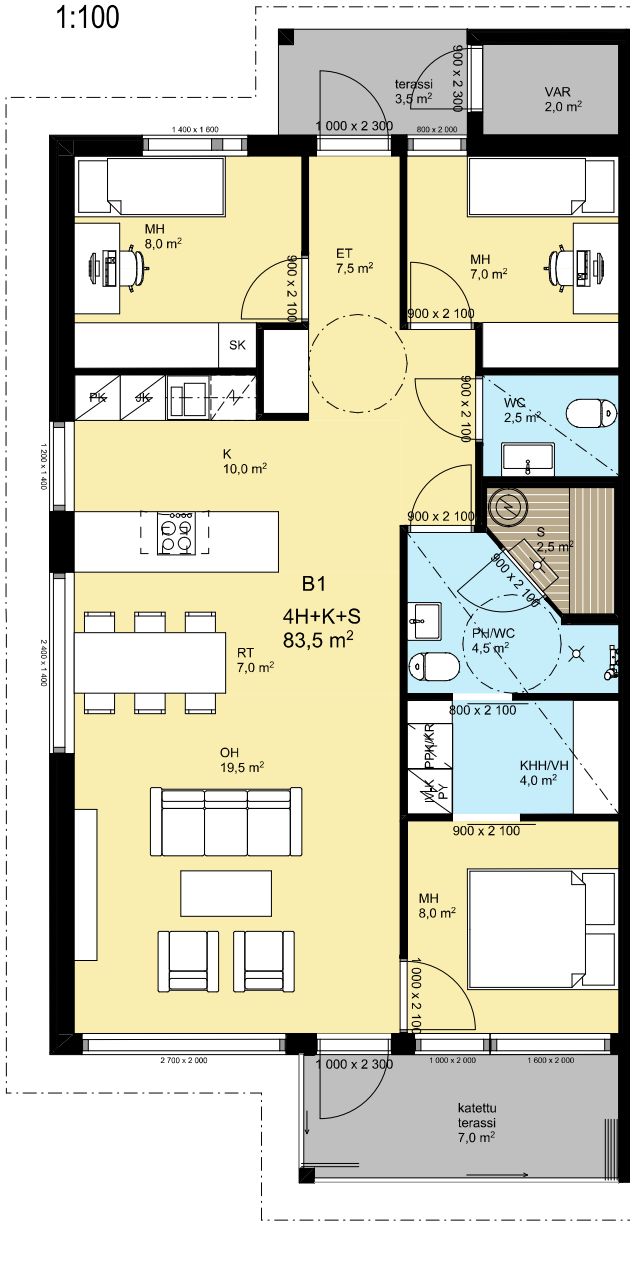 1:100
terassi
3,5 m²
900 x 2 300
VAR
2,0 m²
1 400 x 1 600
1 000 x 2 300
800 x 2 000
MH
8,0 m²
ET
7,5 m²
MH
7,0 m²
900 x 2 100
900 x 2 100
SK
PK
JK
WC
2,5 m²
900 x 2 100
K
10,0 m²
1 200 x 1 400
900 x 2 100
S
2,5 m²
900 x 2 100
B1
4H+K+S
83,5 m²
PH/WC
4,5 m²
RT
7,0 m²
2 400 x 1 400
800 x 2 100
PPK/KR
OH
19,5 m²
KHH/VH
4,0 m²
PY
900 x 2 100
MH
8,0 m²
1 000 x 2 100
2 700 x 2 000
1 000 x 2 300
1 000 x 2 000
1 600 x 2 000
katettu
terassi
7,0 m²